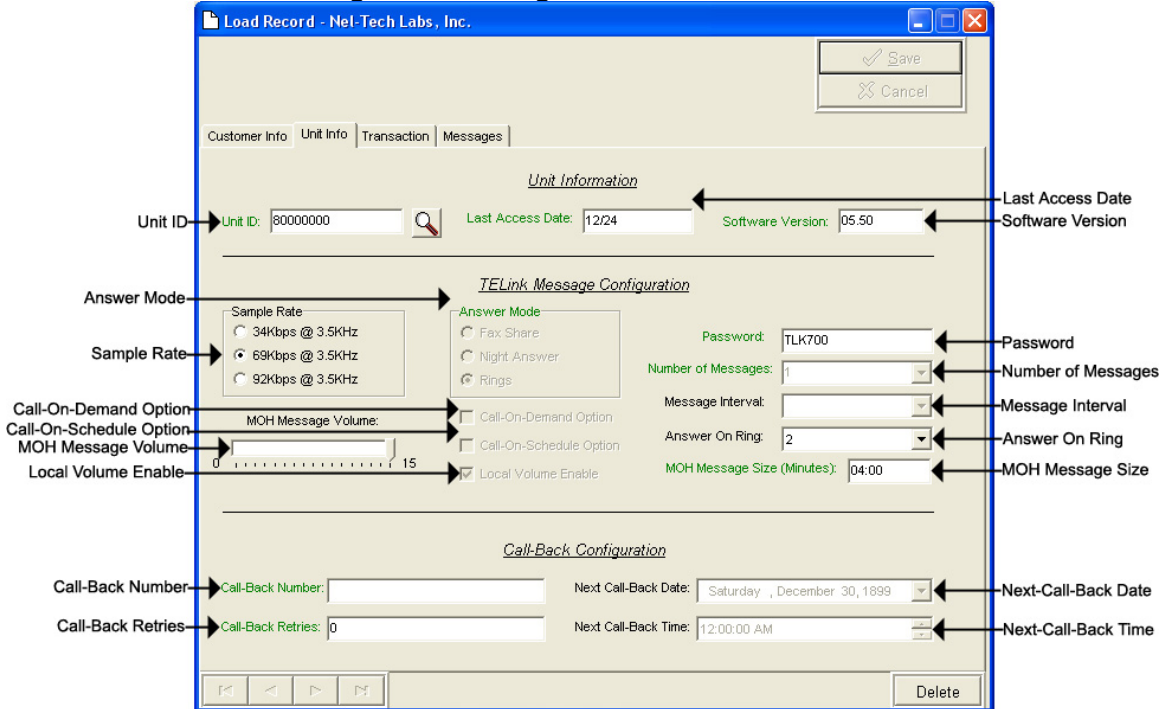 Load Record - Nel-Tech Labs, Inc.
Save
Cancel
Customer Info Unit Info Transaction Messages
Unit Information
Last Access Date
Unit ID Unit ID: 80000000 Last Access Date: 12/24 Software Version: 05.50 Software Version
TELink Message Configuration
Answer Mode
Sample Rate Answer Mode
34Kbps @ 3.5KHz Fax Share Password: TLK700 Password
Sample Rate 69Kbps @ 3.5KHz Night Answer
92Kbps @ 3.5KHz Rings Number of Messages: 1 Number of Messages
Call-On-Demand Option Call-On-Demand Option Message Interval: Message Interval
Call-On-Schedule Option MOH Message Volume:
MOH Message Volume Call-On-Schedule Option Answer On Ring: 2 Answer On Ring
0 15
Local Volume Enable Local Volume Enable MOH Message Size (Minutes): 04:00 MOH Message Size
Call-Back Configuration
Call-Back Number Call-Back Number: Next Call-Back Date: Saturday , December 30, 1899 Next-Call-Back Date
Call-Back Retries Call-Back Retries: 0 Next Call-Back Time: 12:00:00 AM Next-Call-Back Time
Delete